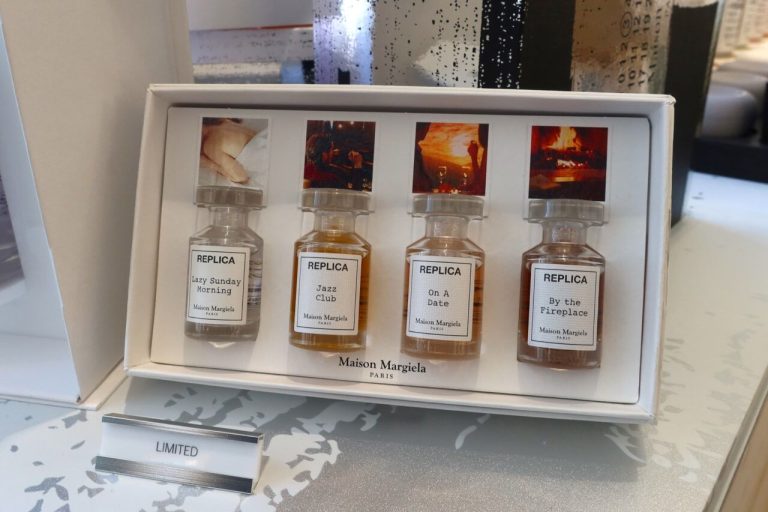 REPLICA
Lazy Sunday
Morning
Maison Margiela
PARIS
REPLICA
Jazz
Club
Maison Margiela
PARIS
REPLICA
On A
Date
Maison Margiela
PARIS
REPLICA
By the
Fireplace
Maison Margiela
PARIS
Maison Margiela
PARIS
LIMITED